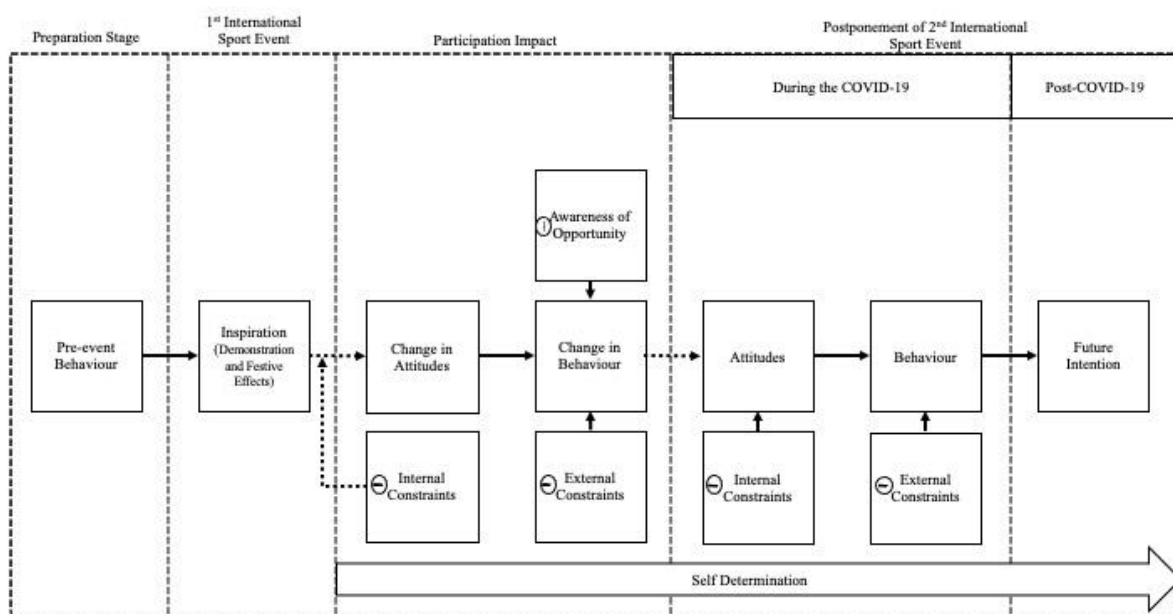 Preparation Stage
1st International
Sport Event
Participation Impact
Postponement of 2nd International
Sport Event
During the COVID-19
Post-COVID-19
Awareness of
Opportunity
Pre-event
Behaviour
Inspiration
(Demonstration
and Festive
Effects)
Change in
Attitudes
Change in
Behaviour
Attitudes
Behaviour
Future
Intention
Internal
Constraints
External
Constraints
Internal
Constraints
External
Constraints
Self Determination